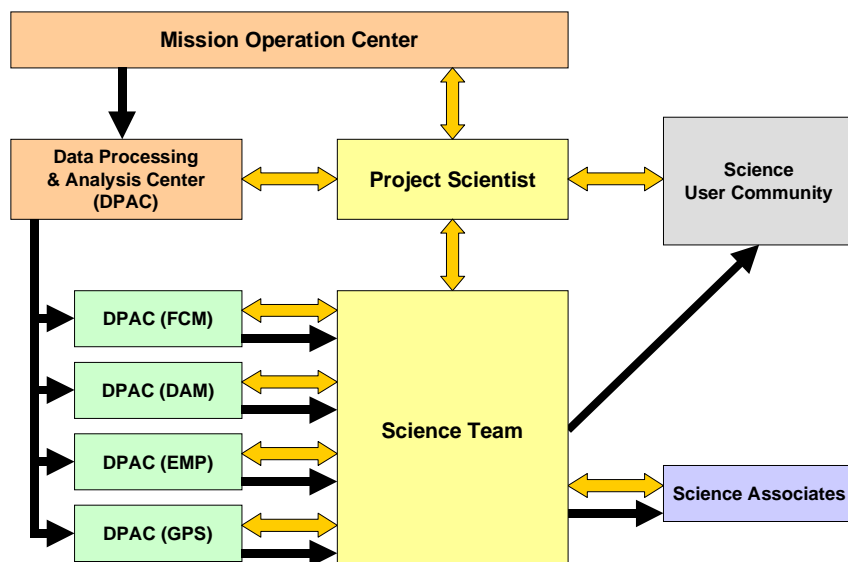 Mission Operation Center
Data Processing
& Analysis Center
(DPAC)
Project Scientist
Science
User Community
DPAC (FCM)
DPAC (DAM)
DPAC (EMP)
DPAC (GPS)
Science Team
Science Associates